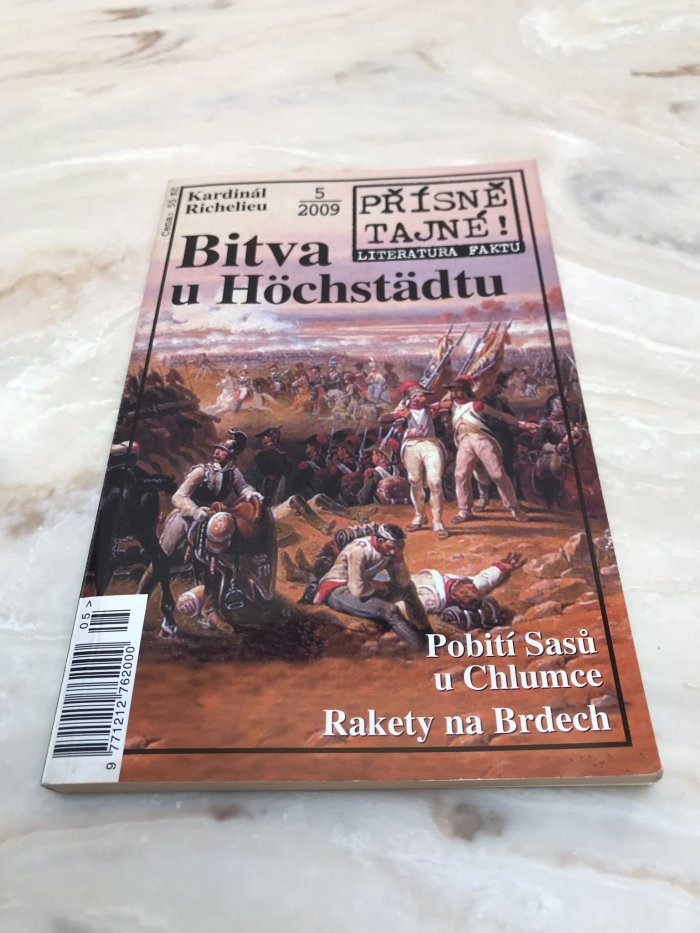 Cena: 55 Kč
Kardinál
Richelieu
5
2009
PŘÍSNĚ
TAJNÉ!
LITERATURA FAKTU
Bitva
u Höchstädtu
Pobití Sasů
u Chlumce
Rakety na Brdech
05>
9 771212 762000